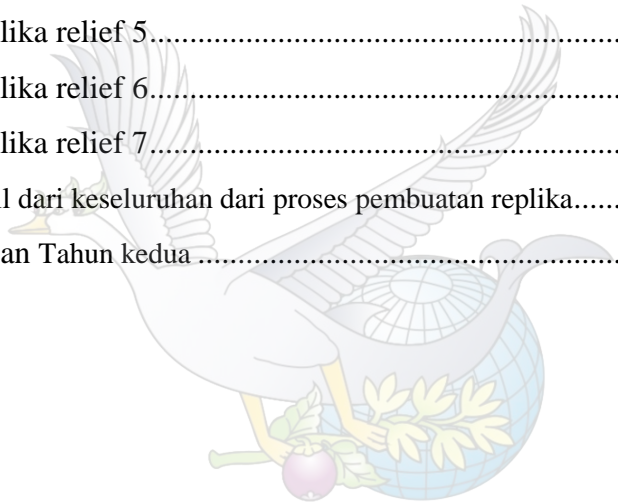 lika relief 5...............................................................
lika relief 6...............................................................
lika relief 7...............................................................
l dari keseluruhan dari proses pembuatan replika.......
an Tahun kedua .........................................................